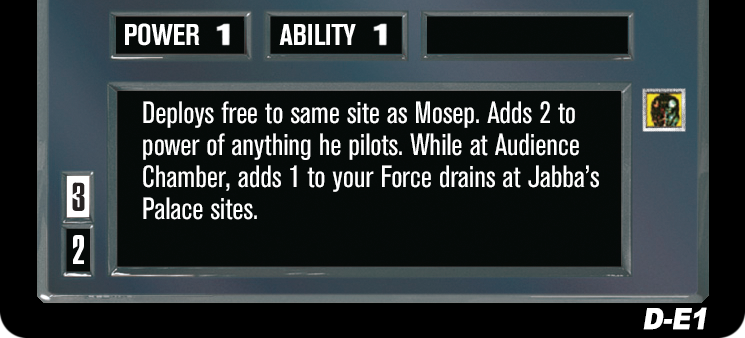 POWER 1 ABILITY 1
Deploys free to same site as Mosep. Adds 2 to
power of anything he pilots. While at Audience
Chamber, adds 1 to your Force drains at Jabba's
Palace sites.
3
2
D-E1